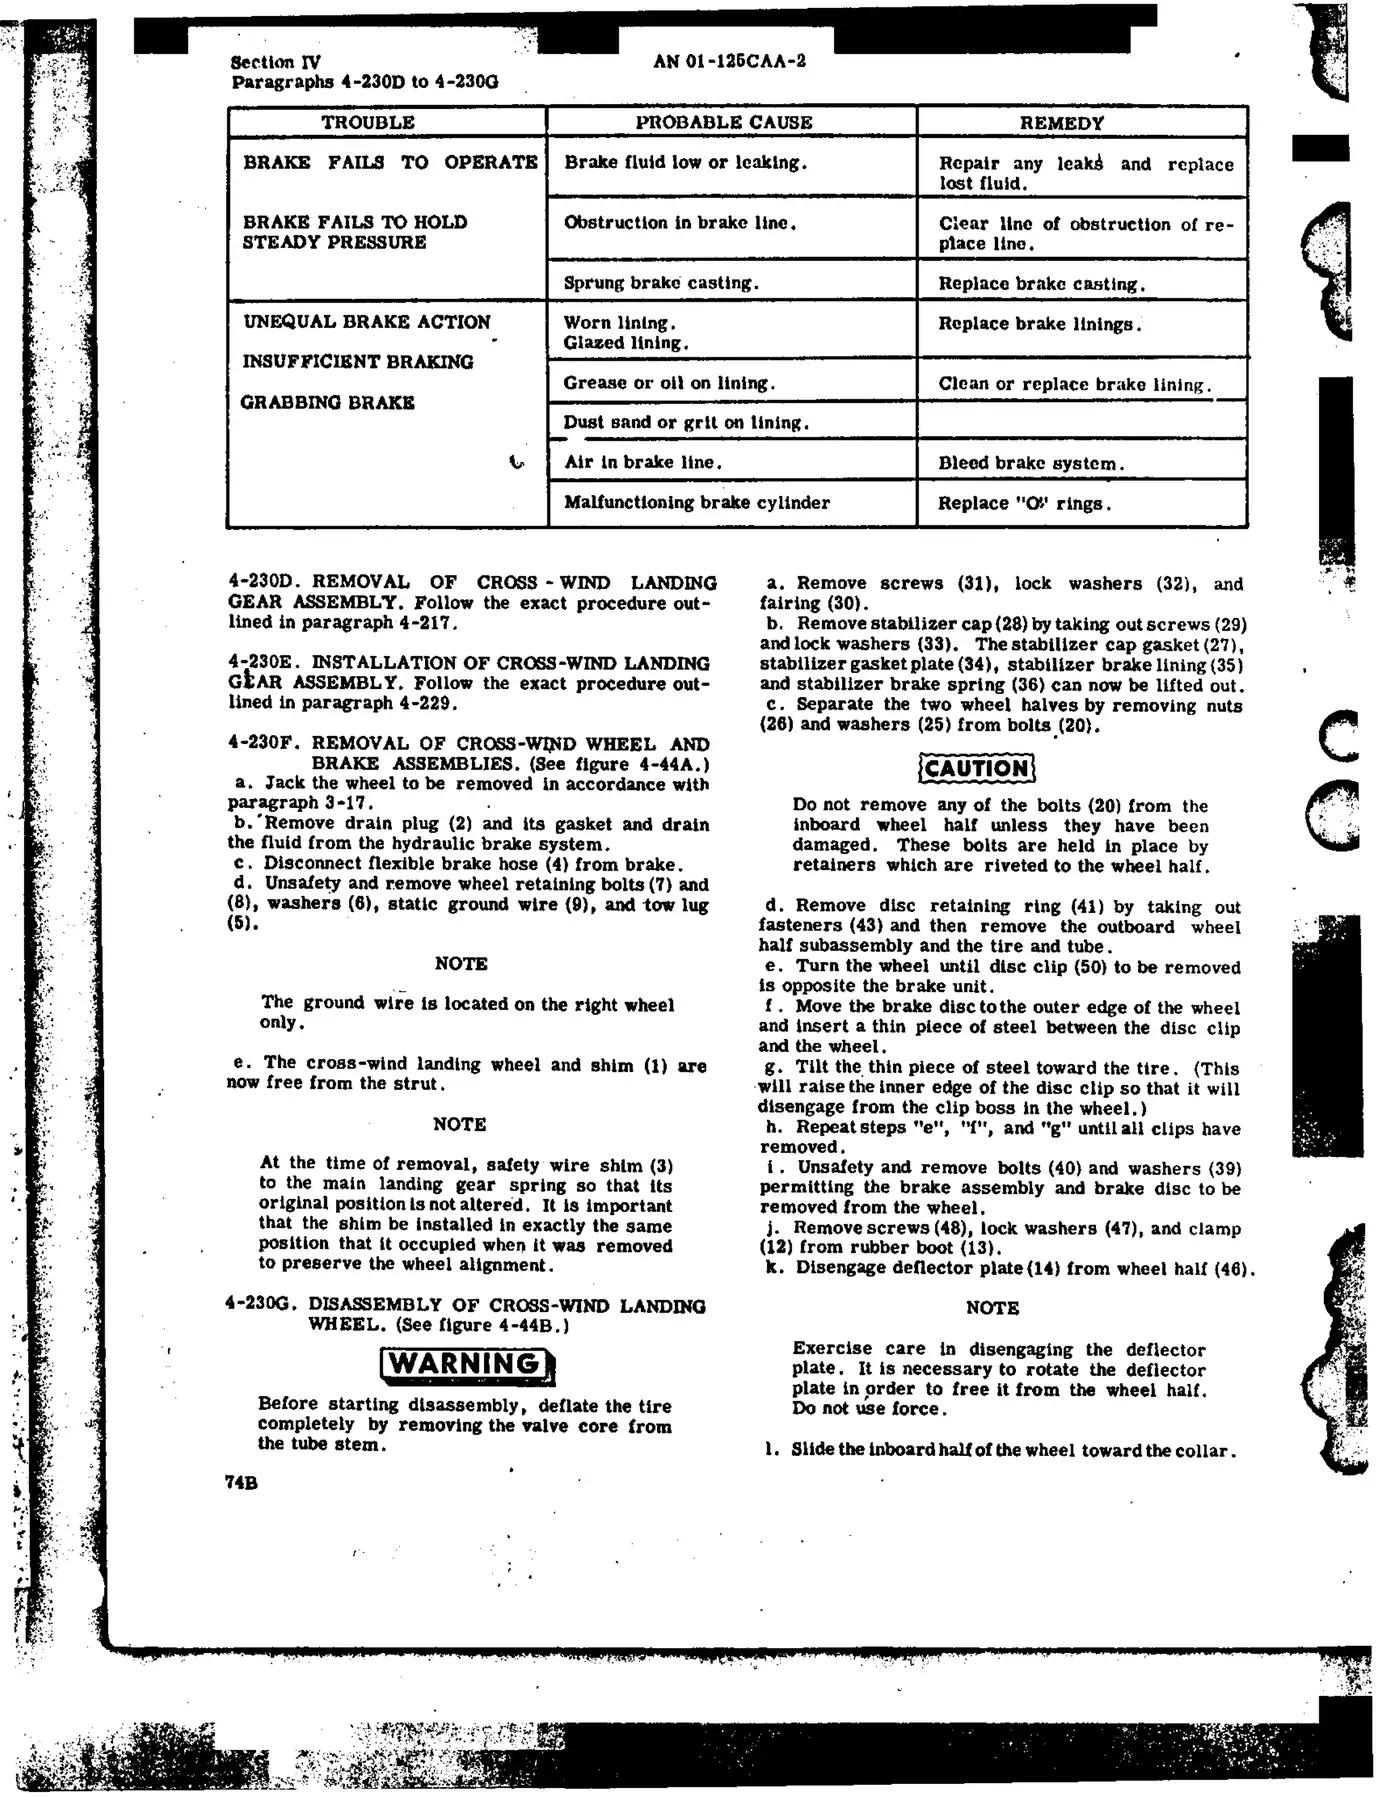 Section IV
AN 01-125CAA-2
Paragraphs 4-230D to 4-230G
TROUBLE PROBABLE CAUSE REMEDY
BRAKE FAILS TO OPERATE Brake fluid low or leaking. Repair any leaks and replace
lost fluid.
BRAKE FAILS TO HOLD Obstruction in brake line. Clear line of obstruction of re-
STEADY PRESSURE place line.
Sprung brake casting. Replace brake casting.
UNEQUAL BRAKE ACTION Worn lining. Replace brake linings.
Glazed lining.
INSUFFICIENT BRAKING
Grease or oil on lining. Clean or replace brake lining.
GRABBING BRAKE
Dust sand or grit on lining.
Air in brake line. Bleed brake system.
Malfunctioning brake cylinder Replace "O" rings.
4-230D. REMOVAL OF CROSS - WIND LANDING
GEAR ASSEMBLY. Follow the exact procedure out-
lined in paragraph 4-217.
4-230E. INSTALLATION OF CROSS-WIND LANDING
GEAR ASSEMBLY. Follow the exact procedure out-
lined in paragraph 4-229.
4-230F. REMOVAL OF CROSS-WIND WHEEL AND
BRAKE ASSEMBLIES. (See figure 4-44A.)
a. Jack the wheel to be removed in accordance with
paragraph 3-17.
b. Remove drain plug (2) and its gasket and drain
the fluid from the hydraulic brake system.
c. Disconnect flexible brake hose (4) from brake.
d. Unsafety and remove wheel retaining bolts (7) and
(8), washers (6), static ground wire (9), and tow lug
(5).
NOTE
The ground wire is located on the right wheel
only.
e. The cross-wind landing wheel and shim (1) are
now free from the strut.
NOTE
At the time of removal, safety wire shim (3)
to the main landing gear spring so that its
original position is not altered. It is important
that the shim be installed in exactly the same
position that it occupied when it was removed
to preserve the wheel alignment.
4-230G. DISASSEMBLY OF CROSS-WIND LANDING
WHEEL. (See figure 4-44B.)
WARNING
Before starting disassembly, deflate the tire
completely by removing the valve core from
the tube stem.
74B
a. Remove screws (31), lock washers (32), and
fairing (30).
b. Remove stabilizer cap (28) by taking out screws (29)
and lock washers (33). The stabilizer cap gasket (27),
stabilizer gasket plate (34), stabilizer brake lining (35)
and stabilizer brake spring (36) can now be lifted out.
c. Separate the two wheel halves by removing nuts
(26) and washers (25) from bolts (20).
CAUTION
Do not remove any of the bolts (20) from the
inboard wheel half unless they have been
damaged. These bolts are held in place by
retainers which are riveted to the wheel half.
d. Remove disc retaining ring (41) by taking out
fasteners (43) and then remove the outboard wheel
half subassembly and the tire and tube.
e. Turn the wheel until disc clip (50) to be removed
is opposite the brake unit.
f. Move the brake disc to the outer edge of the wheel
and insert a thin piece of steel between the disc clip
and the wheel.
g. Tilt the thin piece of steel toward the tire. (This
will raise the inner edge of the disc clip so that it will
disengage from the clip boss in the wheel.)
h. Repeat steps "e", "f", and "g" until all clips have
removed.
i. Unsafety and remove bolts (40) and washers (39)
permitting the brake assembly and brake disc to be
removed from the wheel.
j. Remove screws (48), lock washers (47), and clamp
(12) from rubber boot (13).
k. Disengage deflector plate (14) from wheel half (46).
NOTE
Exercise care in disengaging the deflector
plate. It is necessary to rotate the deflector
plate in order to free it from the wheel half.
Do not use force.
l. Slide the inboard half of the wheel toward the collar.